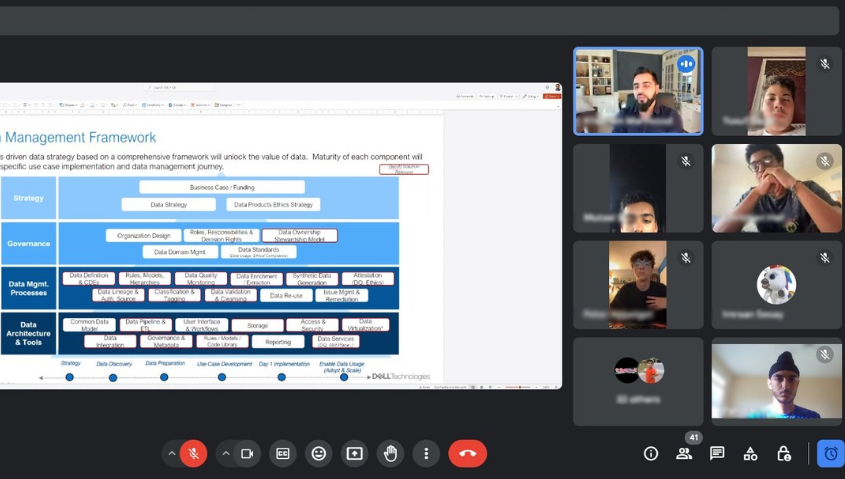 Management Framework
s driven data strategy based on a comprehensive framework will unlock the value of data. Maturity of each component will
specific use case implementation and data management journey.
Strategy
Business Case / Funding
Data Strategy
Data Products Ethics Strategy
Governance
Organization Design
Roles, Responsibilities &
Decision Rights
Data Ownership
Stewardship Model
Data Domain Mgmt.
Data Standards
Data Mgmt.
Processes
Data Definition
& CDEs
Rules, Models,
Hierarchies
Data Quality
Monitoring
Data Enrichment
/ Extraction
Synthetic Data
Generation
Attestation
(DQ, Ethics)
Data Lineage &
Auth. Source
Classification &
Tagging
Data Validation
& Cleansing
Data Re-use
Issue Mgmt &
Remediation
Data
Architecture
& Tools
Common Data
Model
Data Pipeline &
ETL
User Interface
& Workflows
Storage
Access &
Security
Data
Virtualization*
Data
Integration
Governance &
Metadata
Rules / Models /
Code Library
Reporting
Data Services
Strategy
Data Discovery
Data Preparation
Use Case Development
Day 1 Implementation
Enable Data Usage
(Adopt & Scale)
DELLTechnologies
CC
41